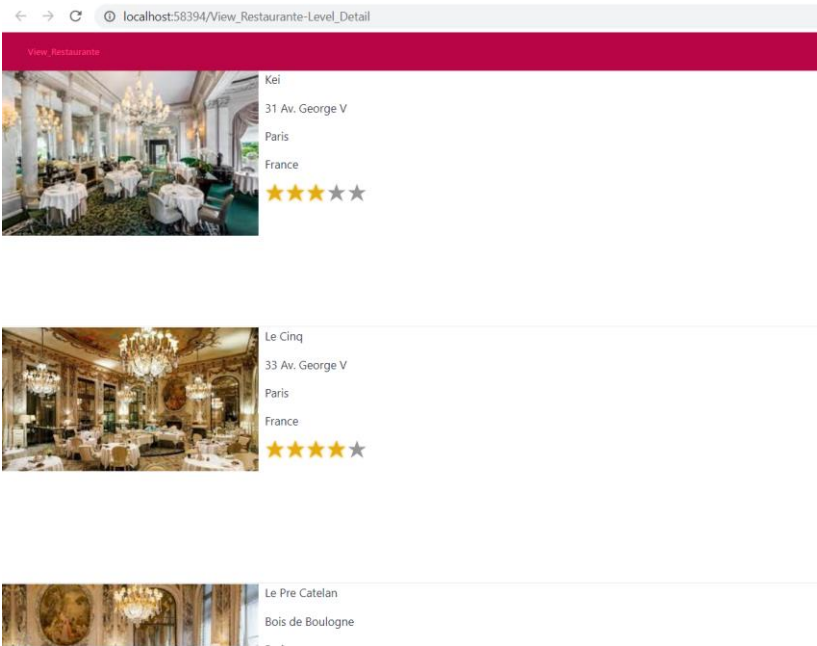 localhost:58394/View_Restaurante-Level_Detail
View_Restaurante
Kei
31 Av. George V
Paris
France
Le Cinq
33 Av. George V
Paris
France
Le Pre Catelan
Bois de Boulogne